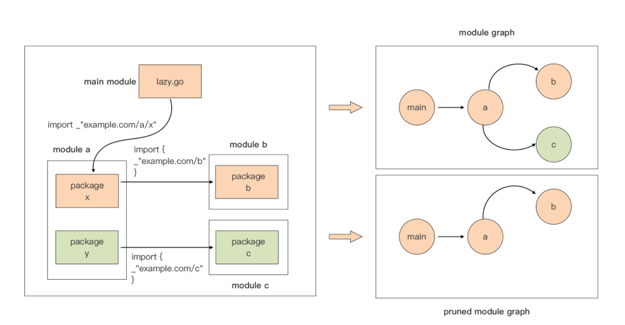 module graph
main module
lazy.go
import _"example.com/a/x"
module a
import {
_"example.com/b"
}
module b
package
x
package
b
package
y
package
c
import {
_"example.com/c"
}
module c
main
a
b
c
main
a
b
pruned module graph